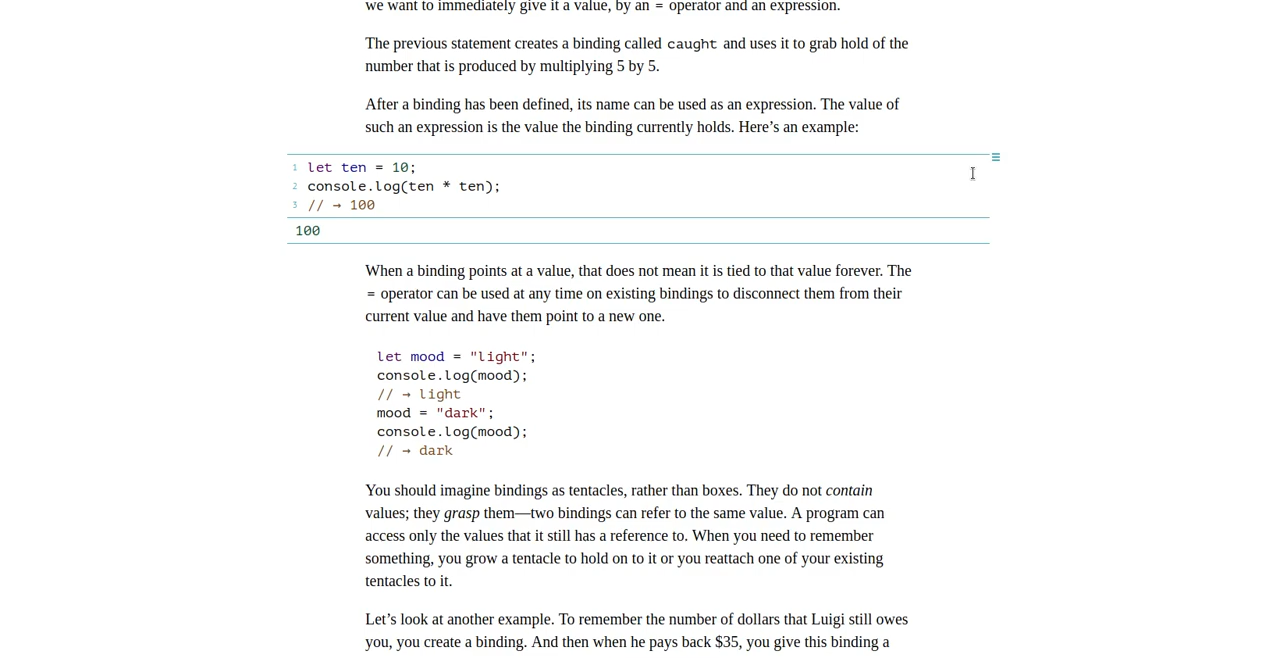 we want to immediately give it a value, by an = operator and an expression.
The previous statement creates a binding called caught and uses it to grab hold of the
number that is produced by multiplying 5 by 5.
After a binding has been defined, its name can be used as an expression. The value of
such an expression is the value the binding currently holds. Here’s an example:
1 let ten = 10;
2 console.log(ten * ten);
3 // → 100
100
When a binding points at a value, that does not mean it is tied to that value forever. The
= operator can be used at any time on existing bindings to disconnect them from their
current value and have them point to a new one.
let mood = "light";
console.log(mood);
// → light
mood = "dark";
console.log(mood);
// → dark
You should imagine bindings as tentacles, rather than boxes. They do not contain
values; they grasp them—two bindings can refer to the same value. A program can
access only the values that it still has a reference to. When you need to remember
something, you grow a tentacle to hold on to it or you reattach one of your existing
tentacles to it.
Let’s look at another example. To remember the number of dollars that Luigi still owes
you, you create a binding. And then when he pays back $35, you give this binding a